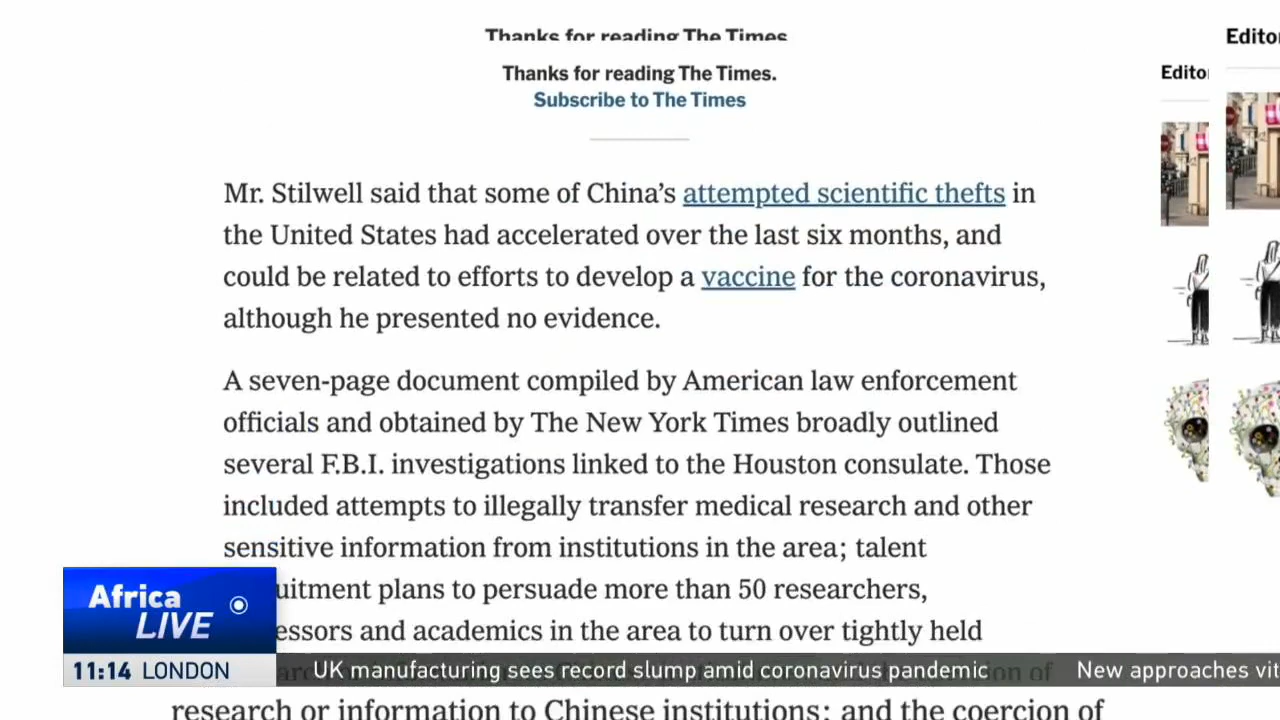 Thanks for reading The Times
Thanks for reading The Times.
Subscribe to The Times
Edito
Edito
Mr. Stilwell said that some of China’s attempted scientific thefts in
the United States had accelerated over the last six months, and
could be related to efforts to develop a vaccine for the coronavirus,
although he presented no evidence.
A seven-page document compiled by American law enforcement
officials and obtained by The New York Times broadly outlined
several F.B.I. investigations linked to the Houston consulate. Those
included attempts to illegally transfer medical research and other
sensitive information from institutions in the area; talent
uitment plans to persuade more than 50 researchers,
essors and academics in the area to turn over tightly held
research or information to Chinese institutions; and the coercion of
Africa
LIVE
11:14 LONDON
UK manufacturing sees record slump amid coronavirus pandemic
New approaches vit